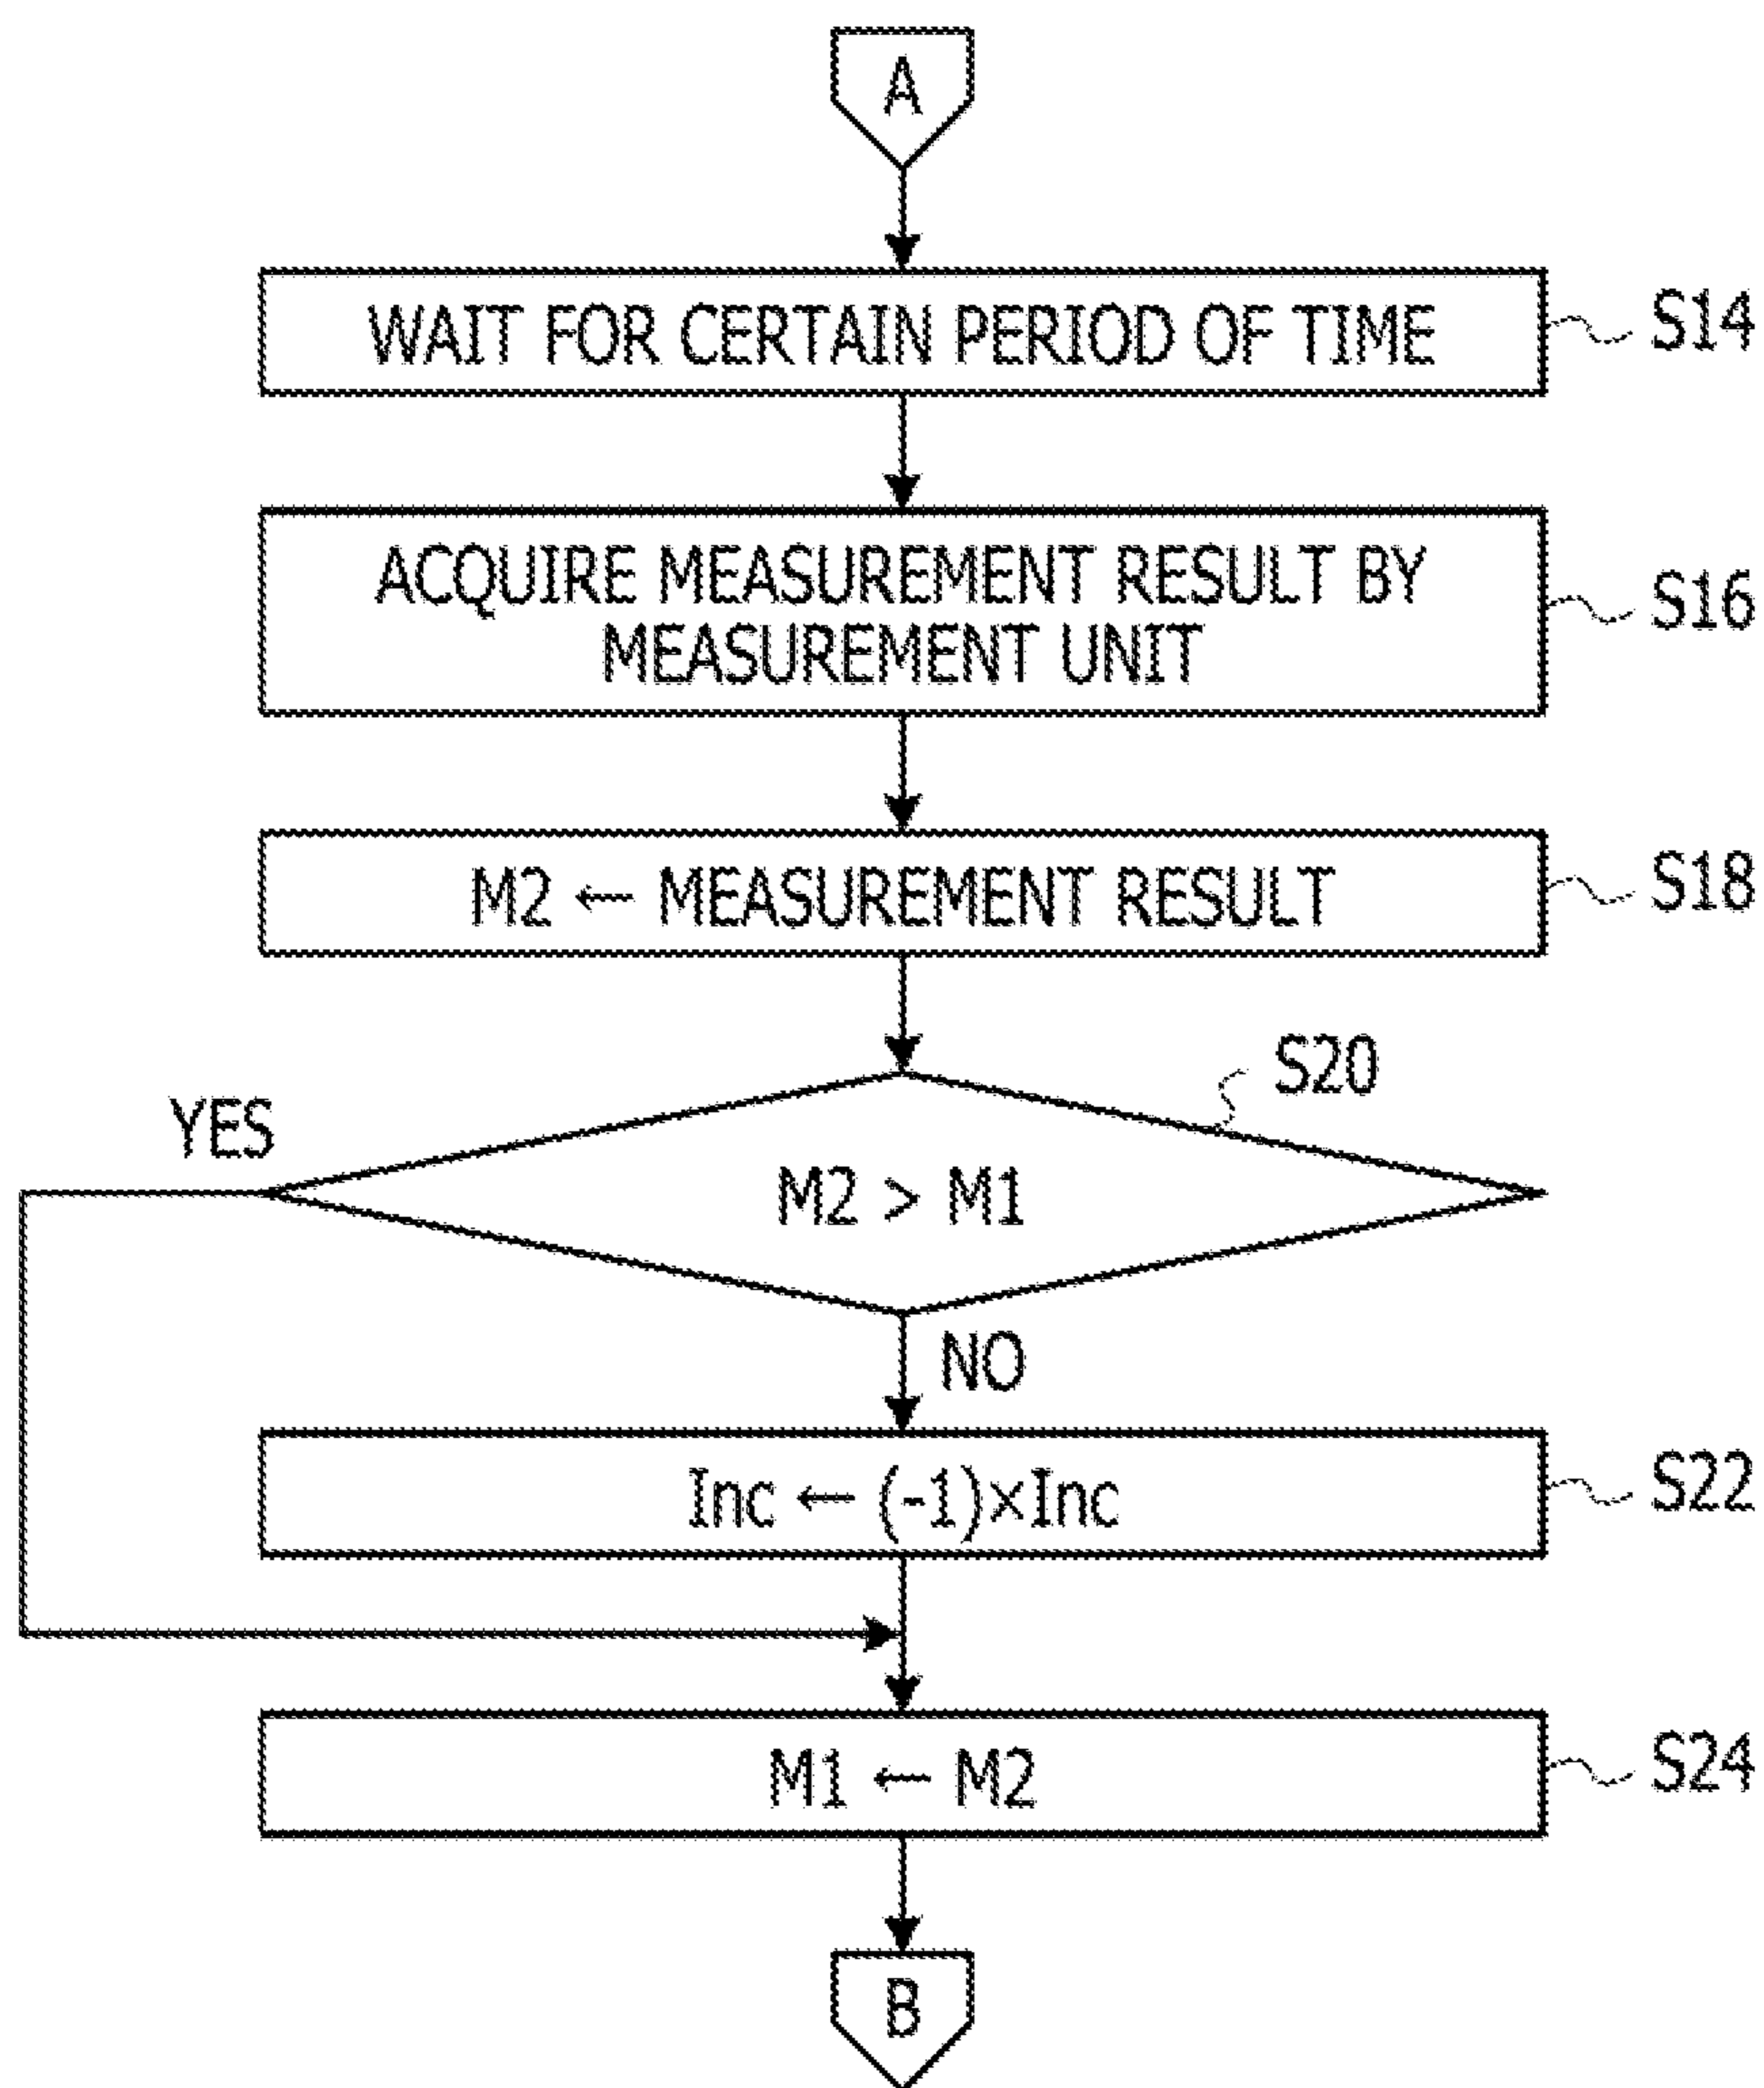 A
WAIT FOR CERTAIN PERIOD OF TIME
S14
ACQUIRE MEASUREMENT RESULT BY
MEASUREMENT UNIT
S16
M2 ← MEASUREMENT RESULT
S18
S20
YES
M2 > M1
NO
Inc ← (-1)×Inc
S22
M1 ← M2
S24
B